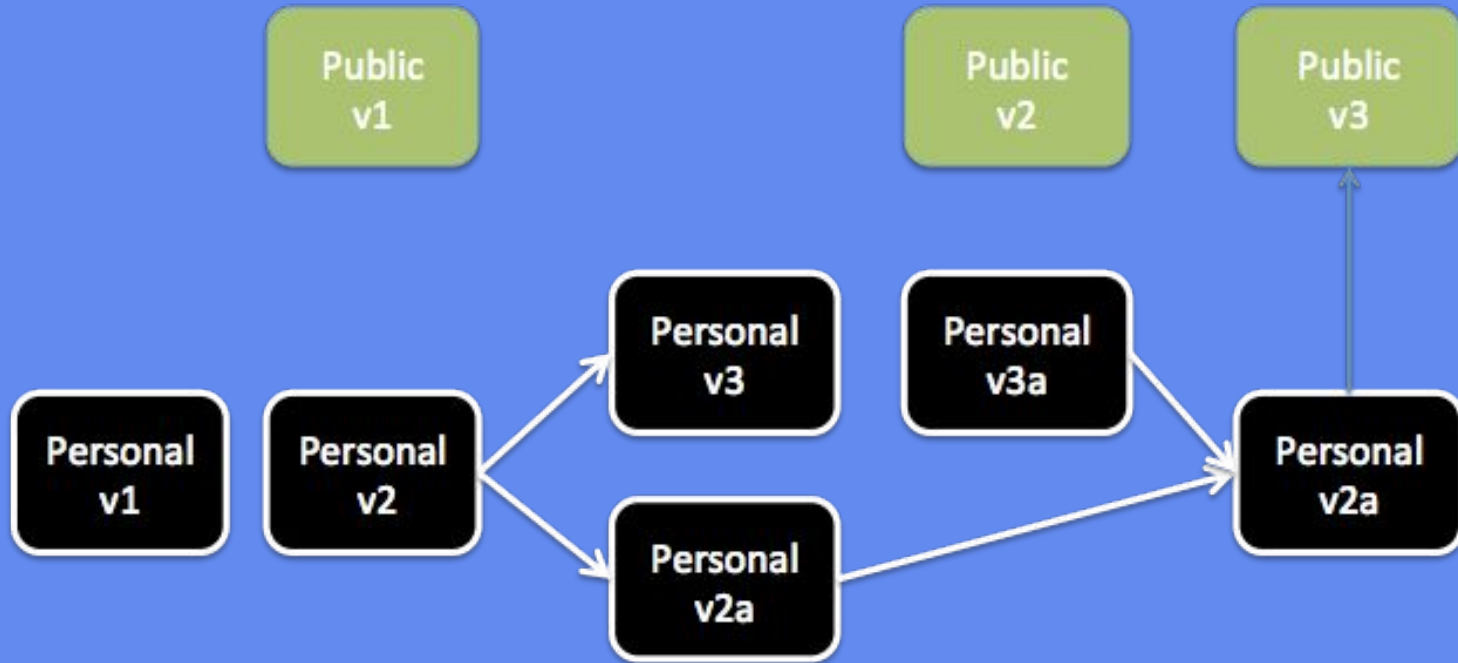 Public
v1
Public
v2
Public
v3
Personal
v3
Personal
v3a
Personal
v1
Personal
v2
Personal
v2a
Personal
v2a